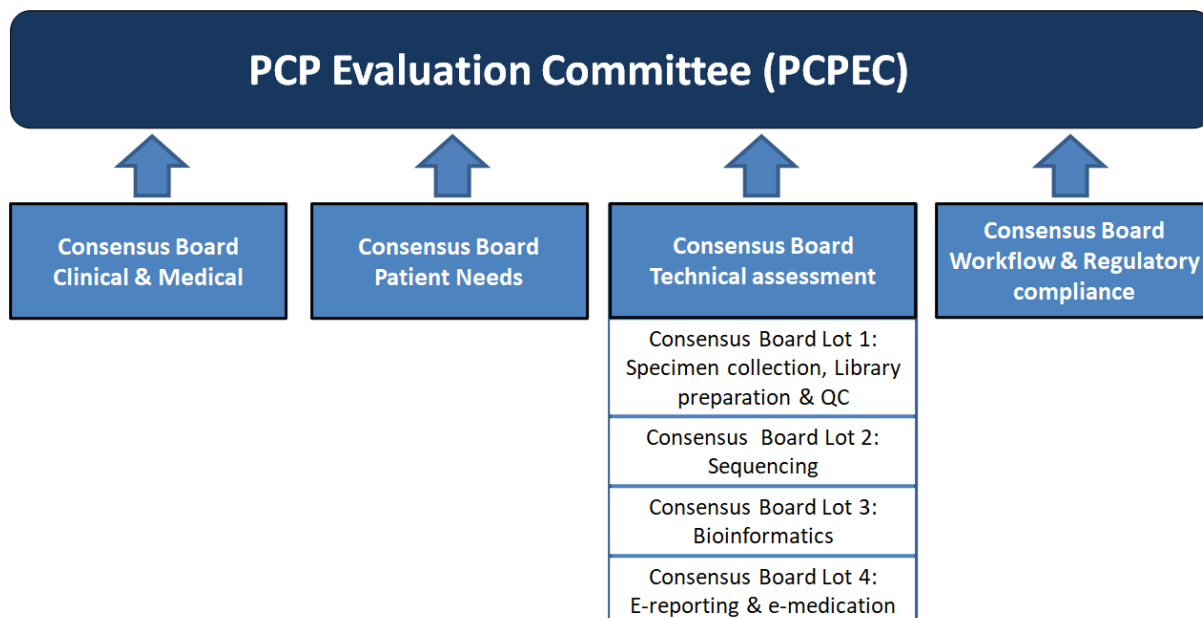 PCP Evaluation Committee (PCPEC)
Consensus Board
Clinical & Medical
Consensus Board
Patient Needs
Consensus Board
Technical assessment
Consensus Board
Workflow & Regulatory
compliance
Consensus Board Lot 1:
Specimen collection, Library
preparation & QC
Consensus Board Lot 2:
Sequencing
Consensus Board Lot 3:
Bioinformatics
Consensus Board Lot 4:
E-reporting & e-medication